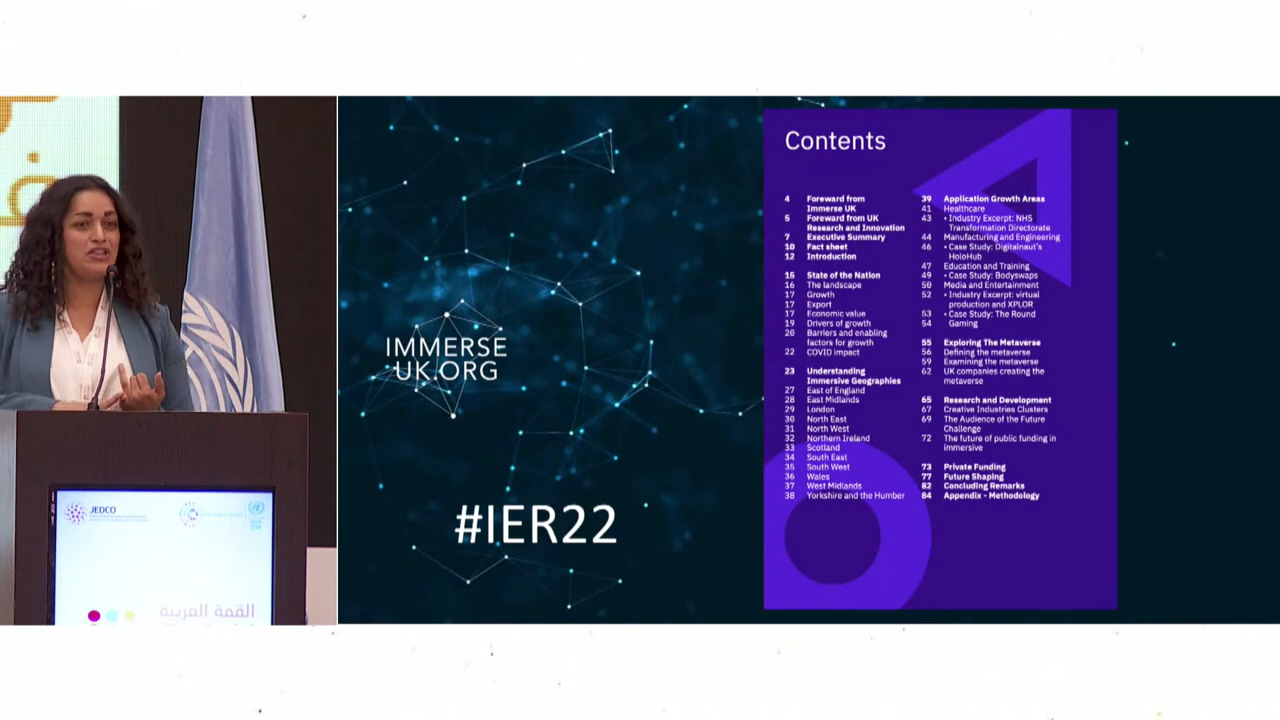 JEDCO
القمة العربية
IMMERSE
UK.ORG
#IER22
Contents
4 Foreward from
Immerse UK
5 Foreward from UK
Research and Innovation
7 Executive Summary
10 Fact sheet
12 Introduction
15 State of the Nation
16 The landscape
17 Growth
17 Export
17 Economic value
19 Drivers of growth
20 Barriers and enabling
factors for growth
22 COVID impact
23 Understanding
Immersive Geographies
27 East of England
28 East Midlands
29 London
30 North East
31 North West
32 Northern Ireland
33 Scotland
34 South East
35 South West
36 Wales
37 West Midlands
38 Yorkshire and the Humber
39 Application Growth Areas
41 Healthcare
43 • Industry Excerpt: NHS
Transformation Directorate
44 Manufacturing and Engineering
46 • Case Study: Digitalnaut's
HoloHub
47 Education and Training
49 • Case Study: Bodyswaps
50 Media and Entertainment
52 • Industry Excerpt: virtual
production and XPLOR
53 • Case Study: The Round
54 Gaming
55 Exploring The Metaverse
56 Defining the metaverse
59 Examining the metaverse
62 UK companies creating the
metaverse
65 Research and Development
67 Creative Industries Clusters
69 The Audience of the Future
Challenge
72 The future of public funding in
immersive
73 Private Funding
77 Future Shaping
82 Concluding Remarks
84 Appendix - Methodology